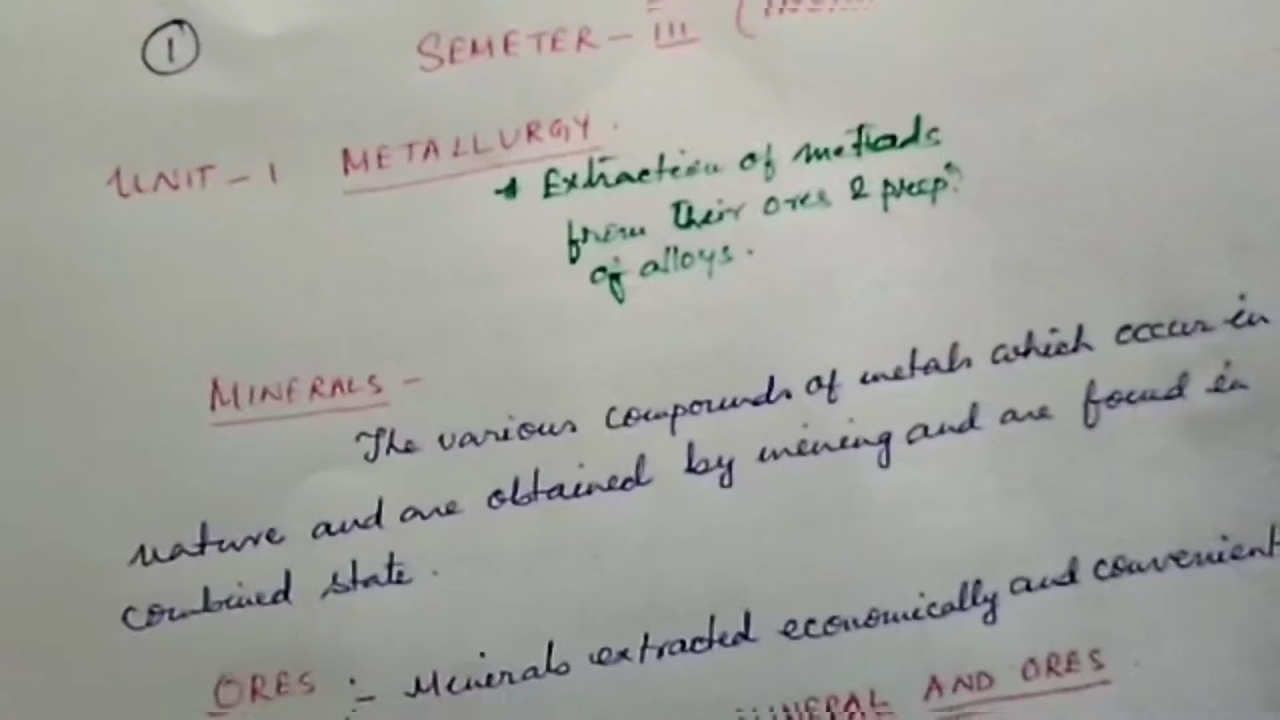 ①
SEMETER - III (
UNIT - 1 METALLURGY.
Extraction of metals
from their ores & prepn
of alloys.
MINERALS -
The various compounds of metals which occur in
nature and are obtained by mining and are found in
combined state.
ORES :- Minerals extracted economically and convenient
MINERAL AND ORES